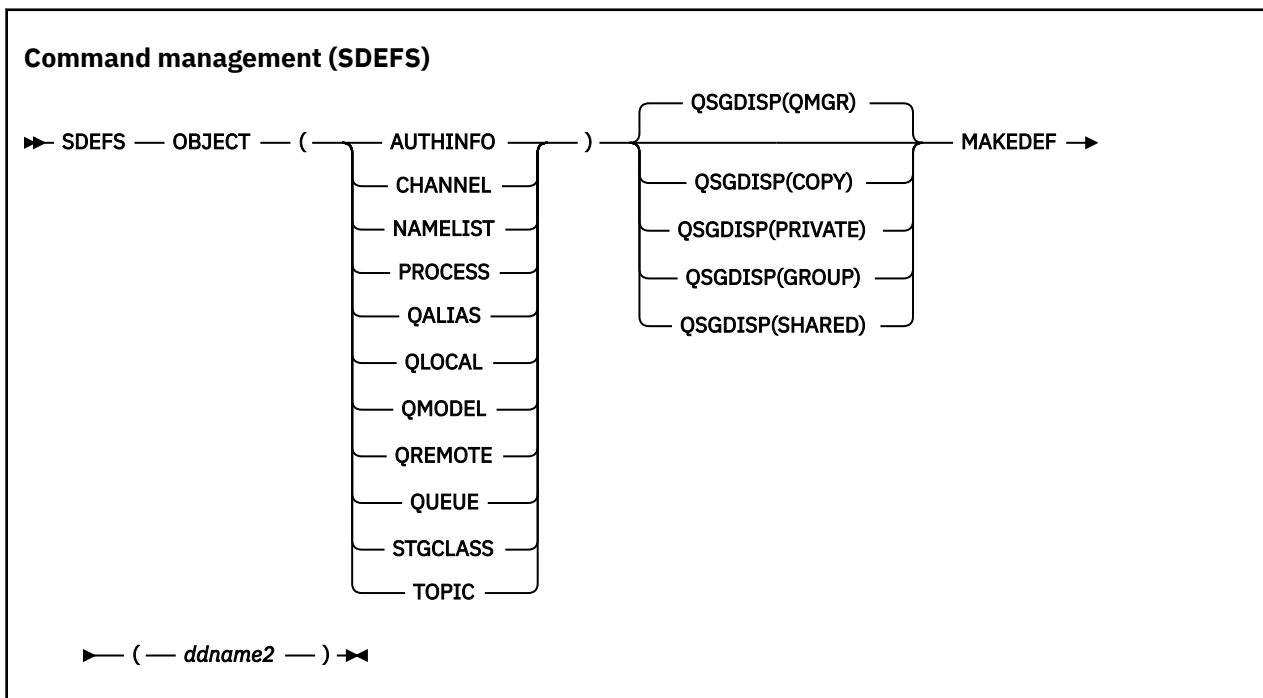 Command management (SDEFS)
QSGDISP(QMGR)
SDEFS OBJECT ( AUTHINFO ) MAKEDEF
CHANNEL QSGDISP(COPY)
NAMELIST QSGDISP(PRIVATE)
PROCESS QSGDISP(GROUP)
QALIAS QSGDISP(SHARED)
QLOCAL
QMODEL
QREMOTE
QUEUE
STGCLASS
TOPIC
( ddname2 )